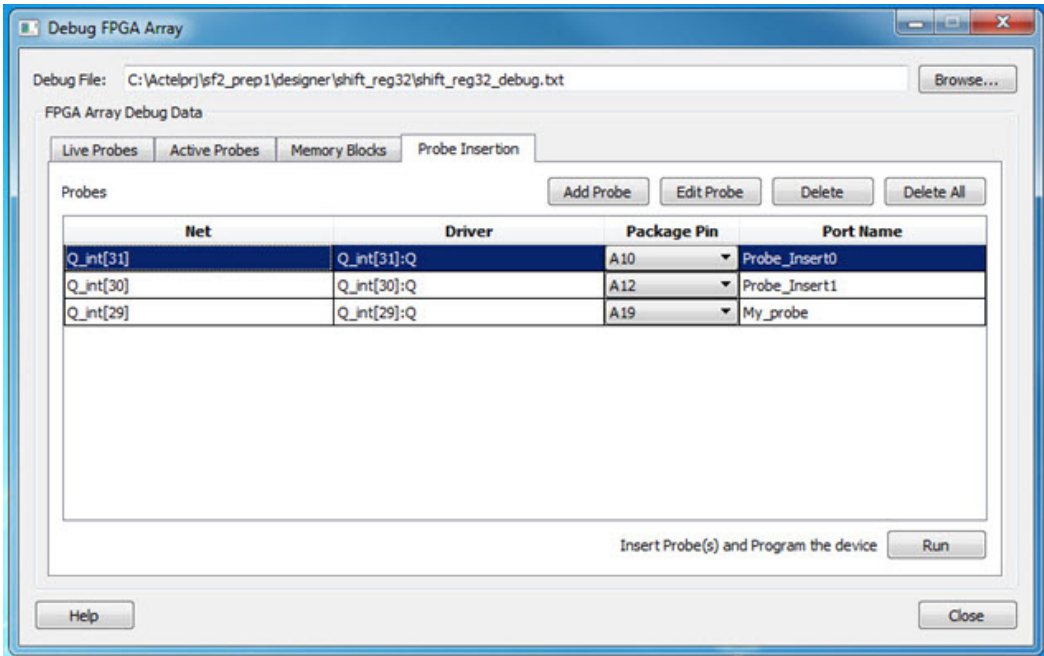 Debug FPGA Array
Debug File: C:\Actelprj\sf2_prep1\designer\shift_reg32\shift_reg32_debug.txt Browse...
FPGA Array Debug Data
Live Probes Active Probes Memory Blocks Probe Insertion
Probes Add Probe Edit Probe Delete Delete All
Net Driver Package Pin Port Name
Q_int[31] Q_int[31]:Q A10 Probe_Insert0
Q_int[30] Q_int[30]:Q A12 Probe_Insert1
Q_int[29] Q_int[29]:Q A19 My_probe
Insert Probe(s) and Program the device Run
Help Close